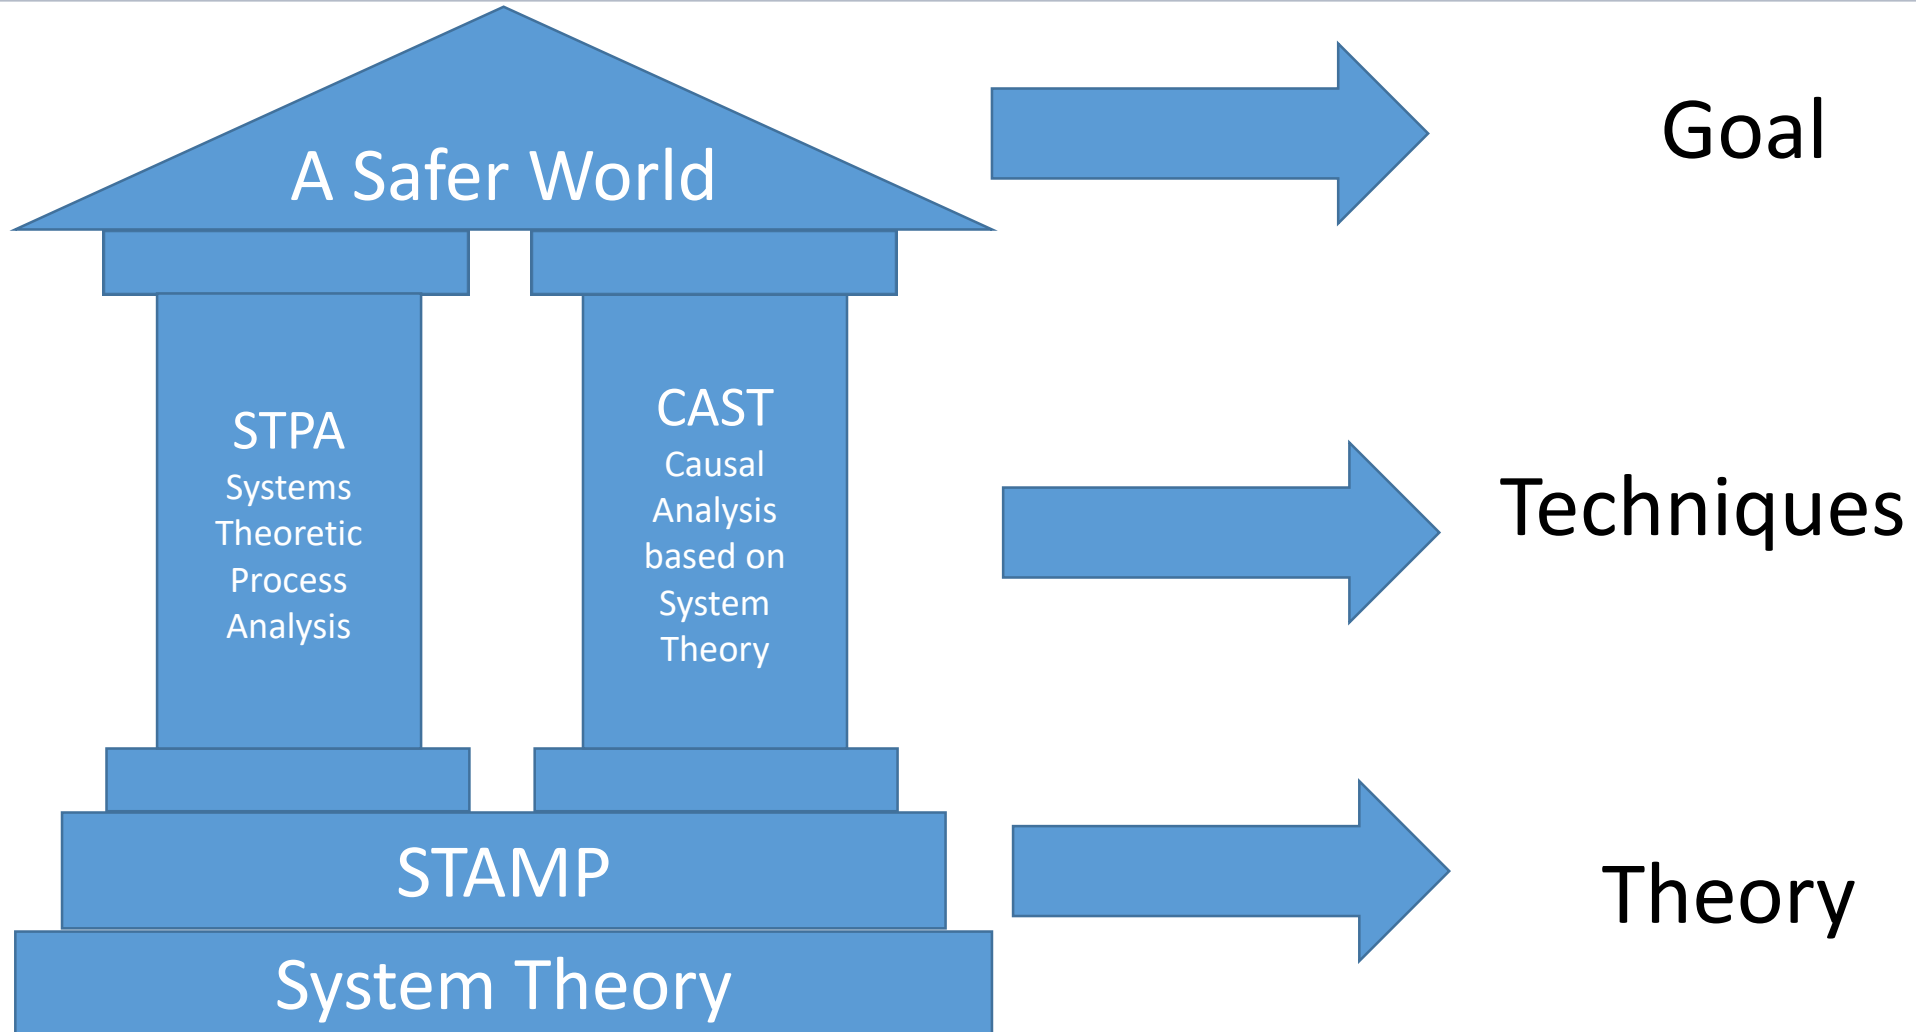 A Safer World
Goal
STPA
Systems
Theoretic
Process
Analysis
CAST
Causal
Analysis
based on
System
Theory
Techniques
STAMP
Theory
System Theory